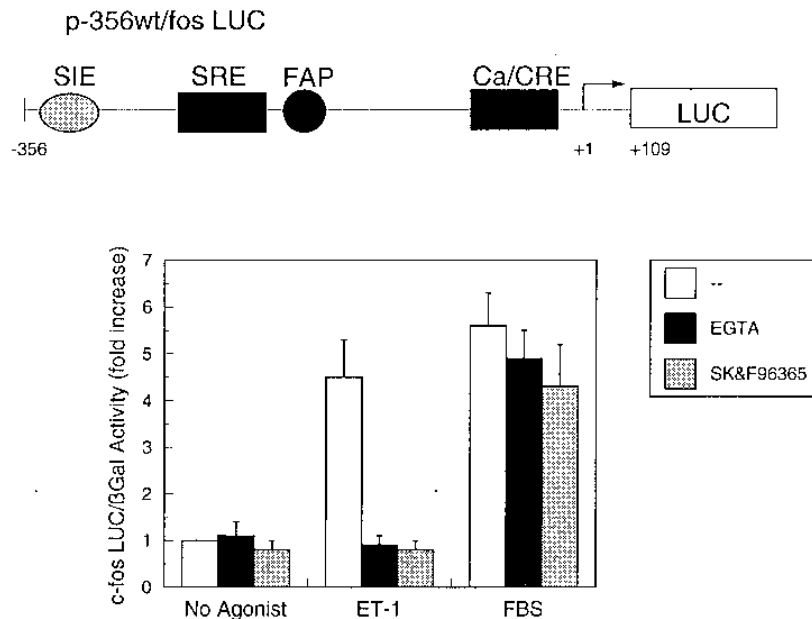 p-356wt/fos LUC
SIE SRE FAP Ca/CRE
LUC
-356 +1 +109
c-fos LUC/βGal Activity (fold increase)
7
6
5
4
3
2
1
0
No Agonist ET-1 FBS
--
EGTA
SK&F96365